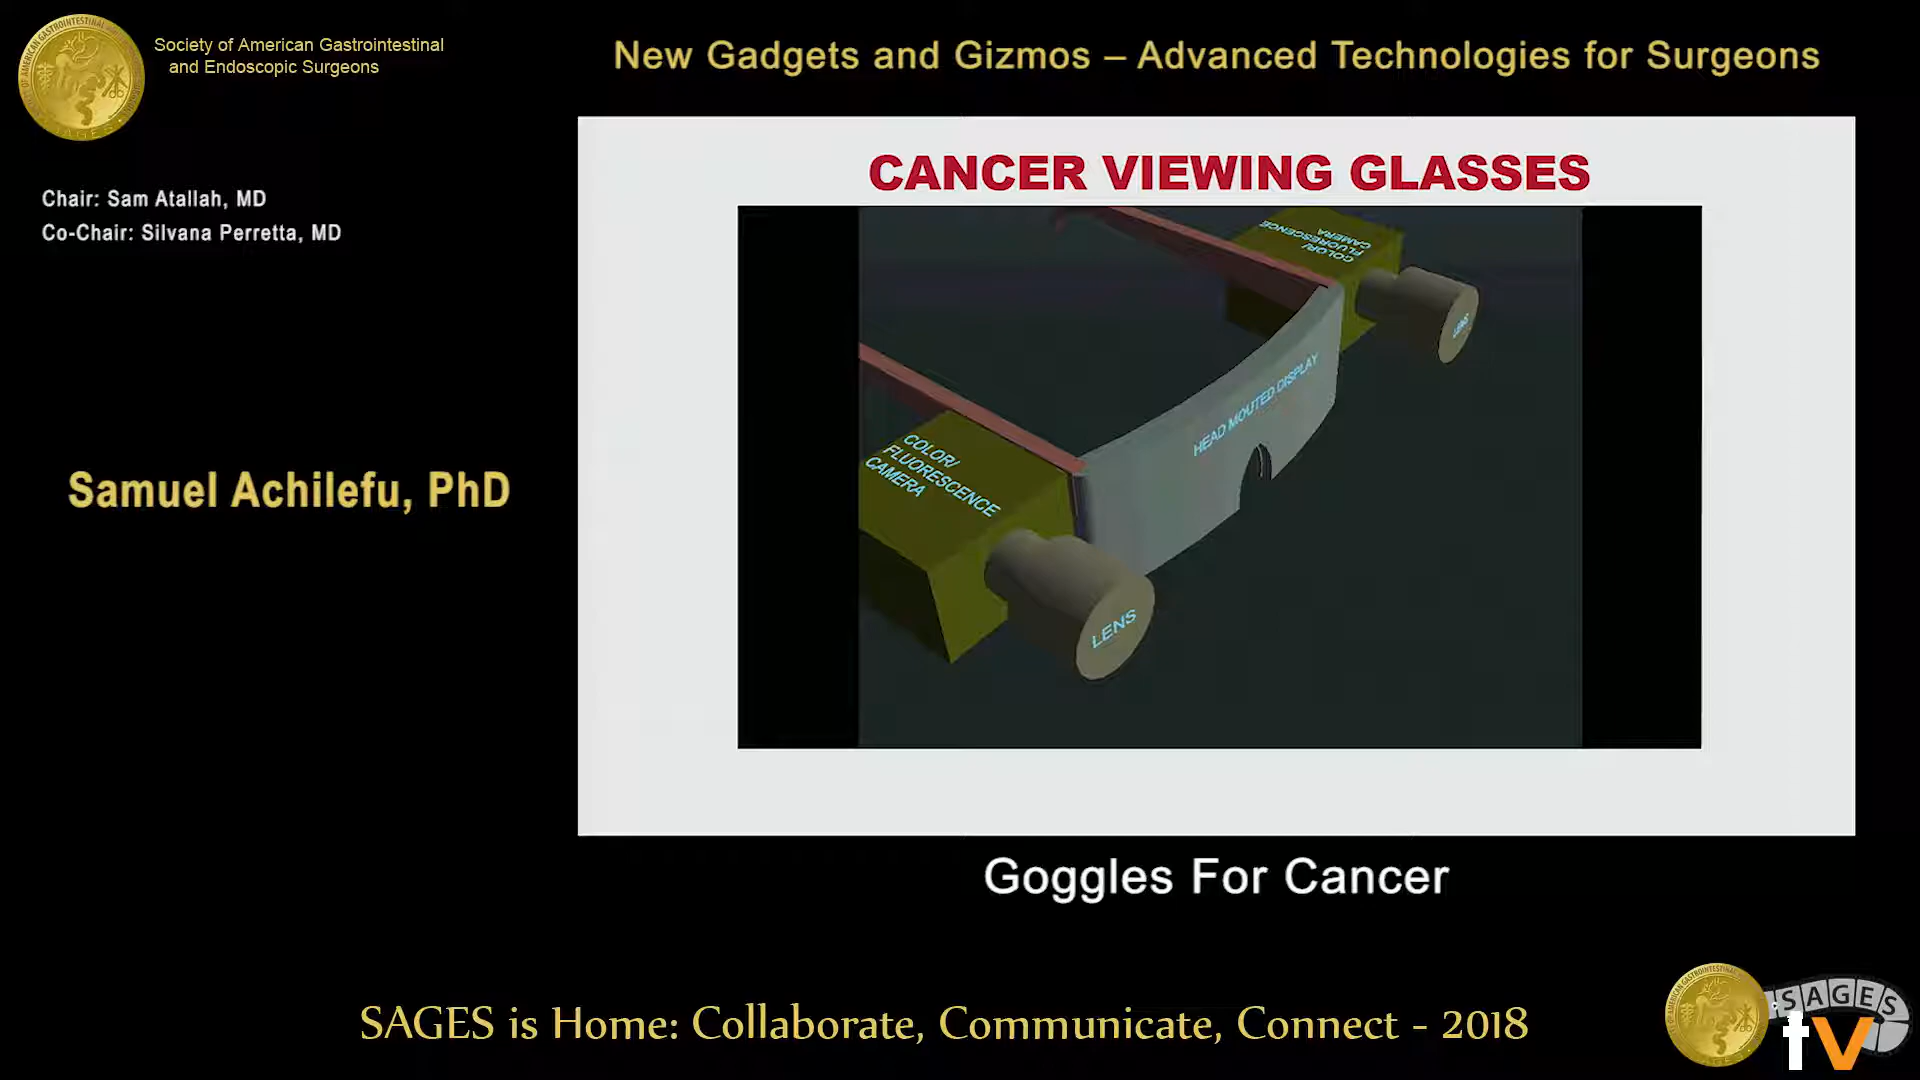 Society of American Gastrointestinal
and Endoscopic Surgeons
New Gadgets and Gizmos – Advanced Technologies for Surgeons
Chair: Sam Atallah, MD
Co-Chair: Silvana Perretta, MD
Samuel Achilefu, PhD
CANCER VIEWING GLASSES
COLOR/
FLUORESCENCE
CAMERA
LENS
HEAD MOUTED DISPLAY
COLOR/
FLUORESCENCE
CAMERA
LENS
Goggles For Cancer
SAGES is Home: Collaborate, Communicate, Connect - 2018
SAGES
tV